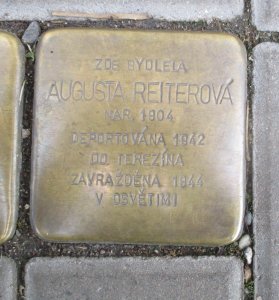 ZDE BYDLELA
AUGUSTA REITEROVÁ
NAR. 1904
DEPORTOVÁNA 1942
DO TEREZÍNA
ZAVRAŽDĚNA 1944
V OSVĚTIMI